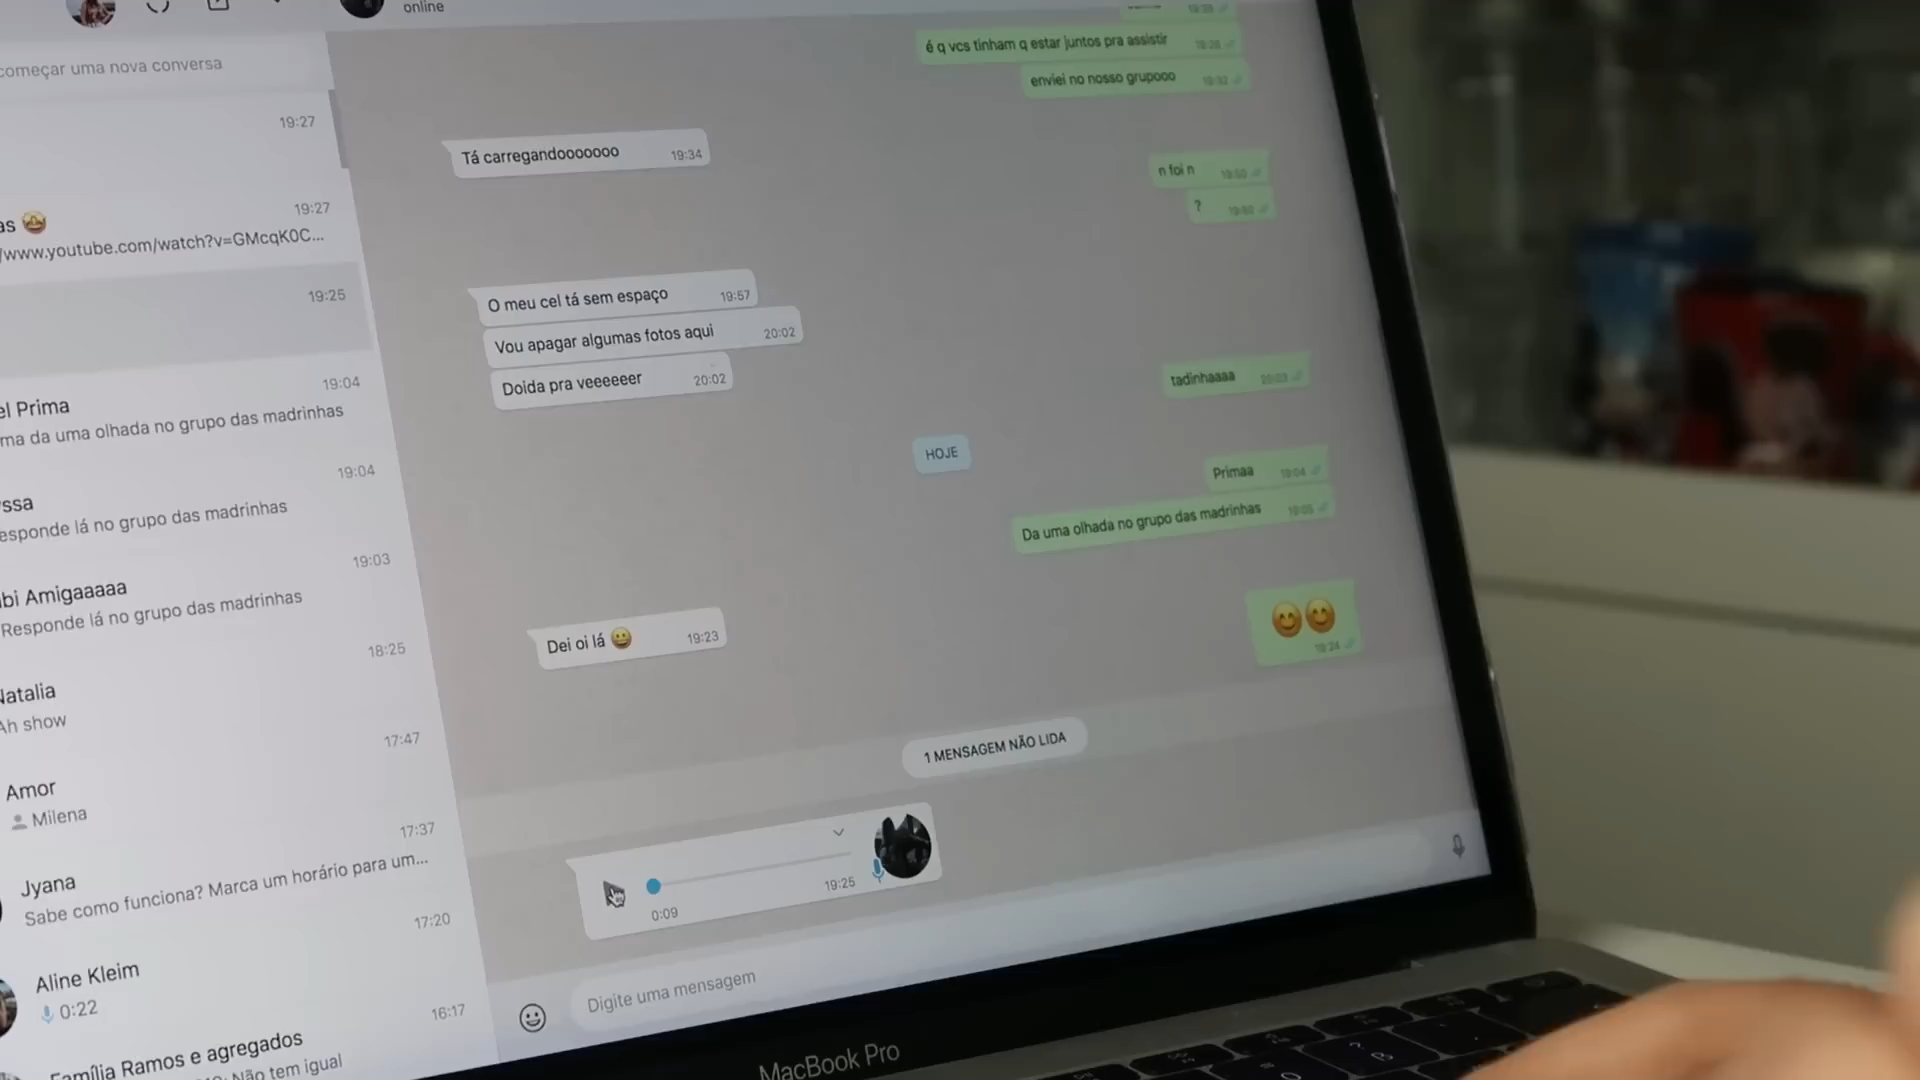 online
começar uma nova conversa
19:27
as 🤩
19:27
/www.youtube.com/watch?v=GMcqK0C...
19:25
el Prima
19:04
ma da uma olhada no grupo das madrinhas
ssa
19:04
esponde lá no grupo das madrinhas
bi Amigaaaaa
19:03
Responde lá no grupo das madrinhas
Natalia
18:25
Ah show
Amor
17:47
Milena
Jyana
17:37
Sabe como funciona? Marca um horário para um...
Aline Kleim
17:20
0:22
Família Ramos e agregados
16:17
Não tem igual
é q vcs tinham q estar juntos pra assistir
enviei no nosso grupooo 19:32
Tá carregandooooooo 19:34
n foi n
?
O meu cel tá sem espaço 19:57
Vou apagar algumas fotos aqui 20:02
Doida pra veeeeeer 20:02
tadinhaaaa 20:03
HOJE
Primaa 19:04
Da uma olhada no grupo das madrinhas 19:05
Dei oi lá 😀 19:23
😊😊
19:24
1 MENSAGEM NÃO LIDA
0:09 19:25
Digite uma mensagem
MacBook Pro